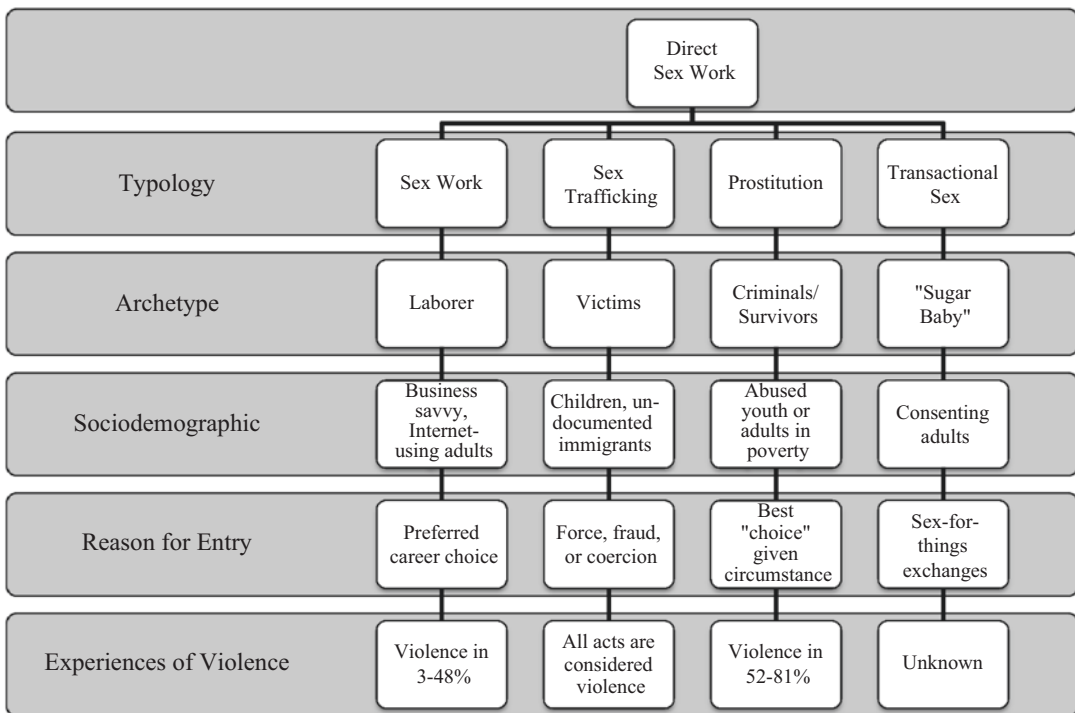 Direct
Sex Work
Typology
Sex Work
Sex
Trafficking
Prostitution
Transactional
Sex
Archetype
Laborer
Victims
Criminals/
Survivors
"Sugar
Baby"
Sociodemographic
Business
savvy,
Internet-
using adults
Children, un-
documented
immigrants
Abused
youth or
adults in
poverty
Consenting
adults
Reason for Entry
Preferred
career choice
Force, fraud,
or coercion
Best
"choice"
given
circumstance
Sex-for-
things
exchanges
Experiences of Violence
Violence in
3-48%
All acts are
considered
violence
Violence in
52-81%
Unknown